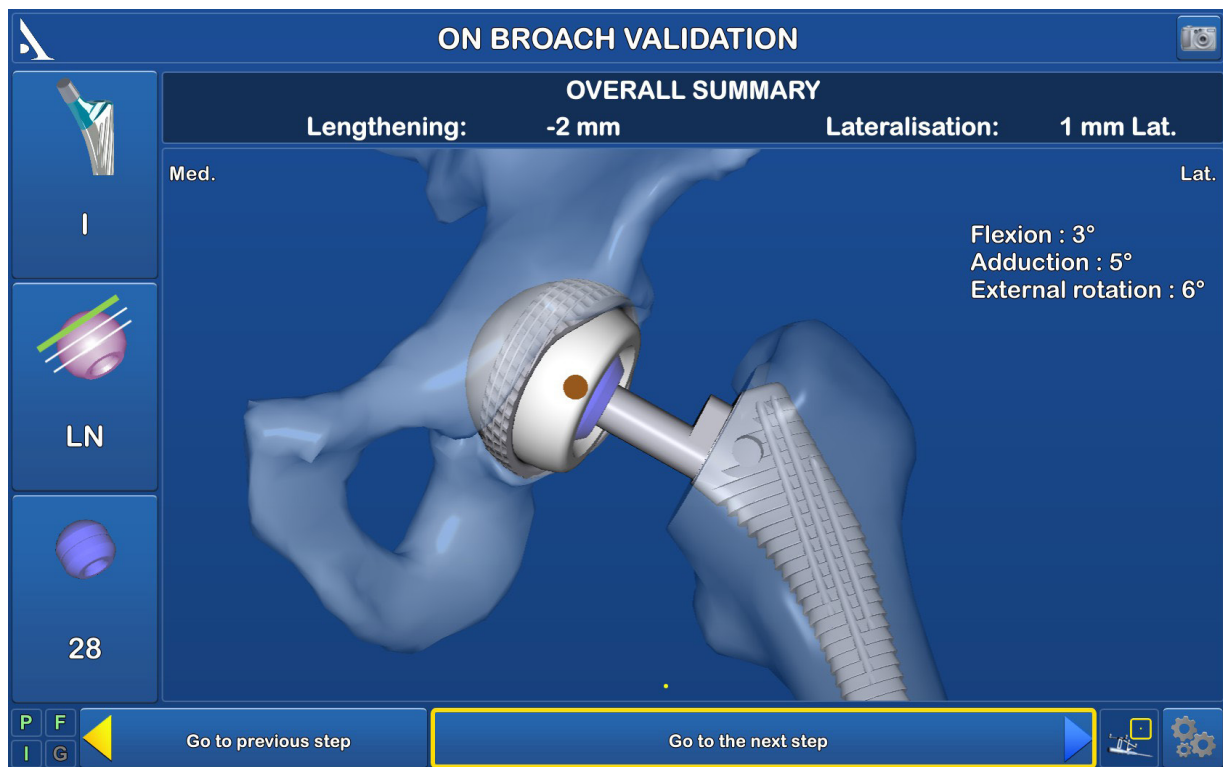 ON BROACH VALIDATION
OVERALL SUMMARY
Lengthening: -2 mm Lateralisation: 1 mm Lat.
Med. Lat.
Flexion : 3°
Adduction : 5°
External rotation : 6°
I
LN
28
P F
I G
Go to previous step
Go to the next step